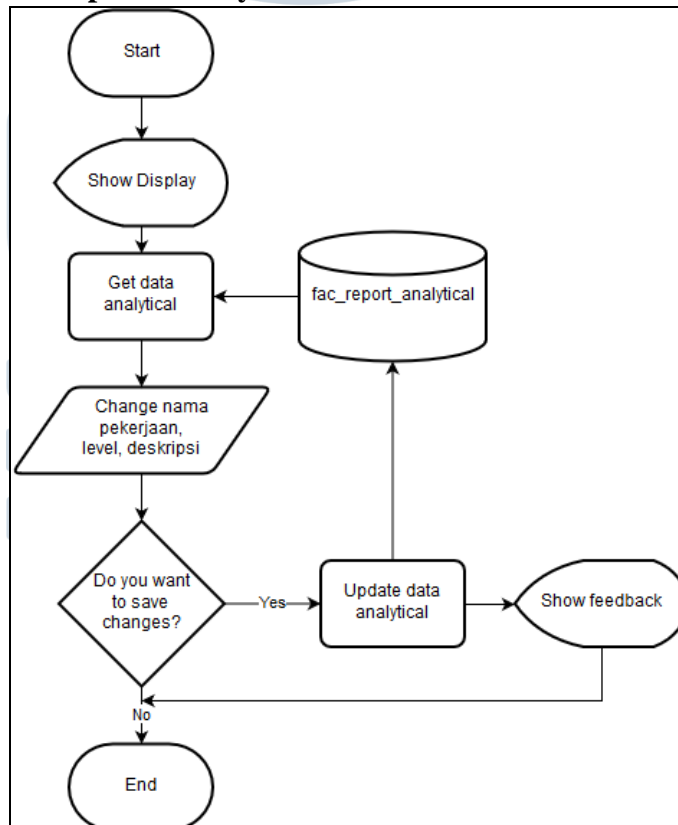 Start
Show Display
Get data
analytical
fac_report_analytical
Change nama
pekerjaan,
level, deskripsi
Do you want
to save
changes?
Yes
Update data
analytical
Show feedback
No
End